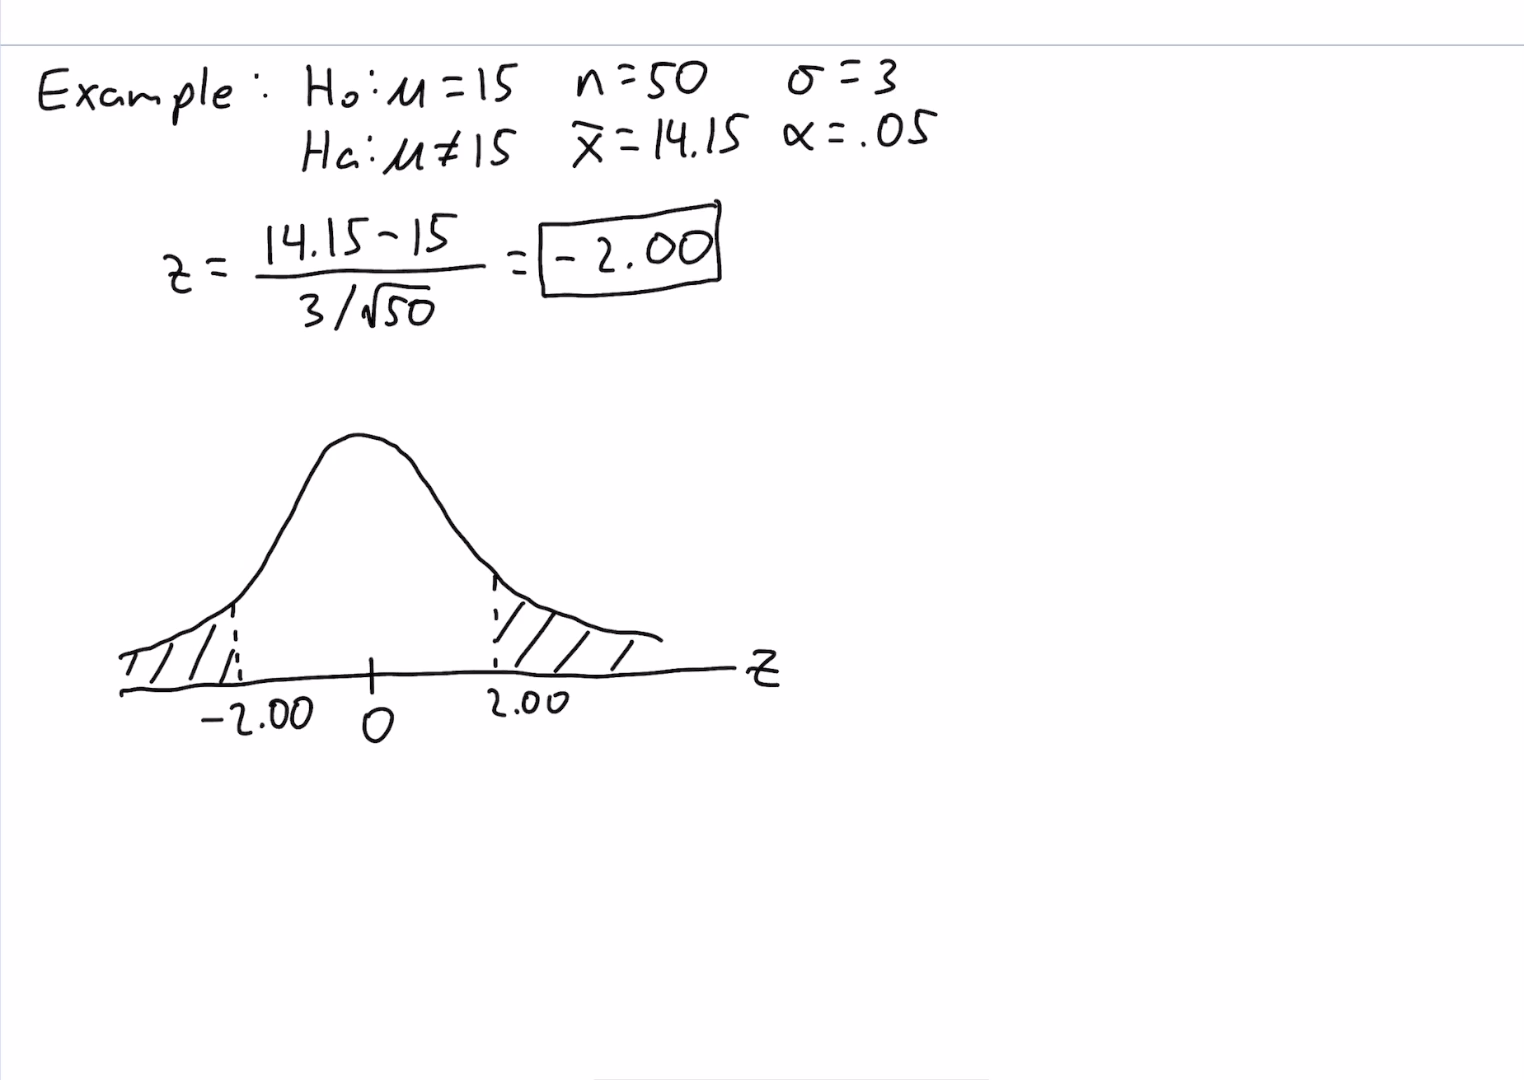 Example: H₀: μ = 15 n = 50 σ = 3
Ha: μ ≠ 15 x̄ = 14.15 α = .05
z = (14.15 - 15) / (3/√50) = -2.00
z
-2.00 0 2.00